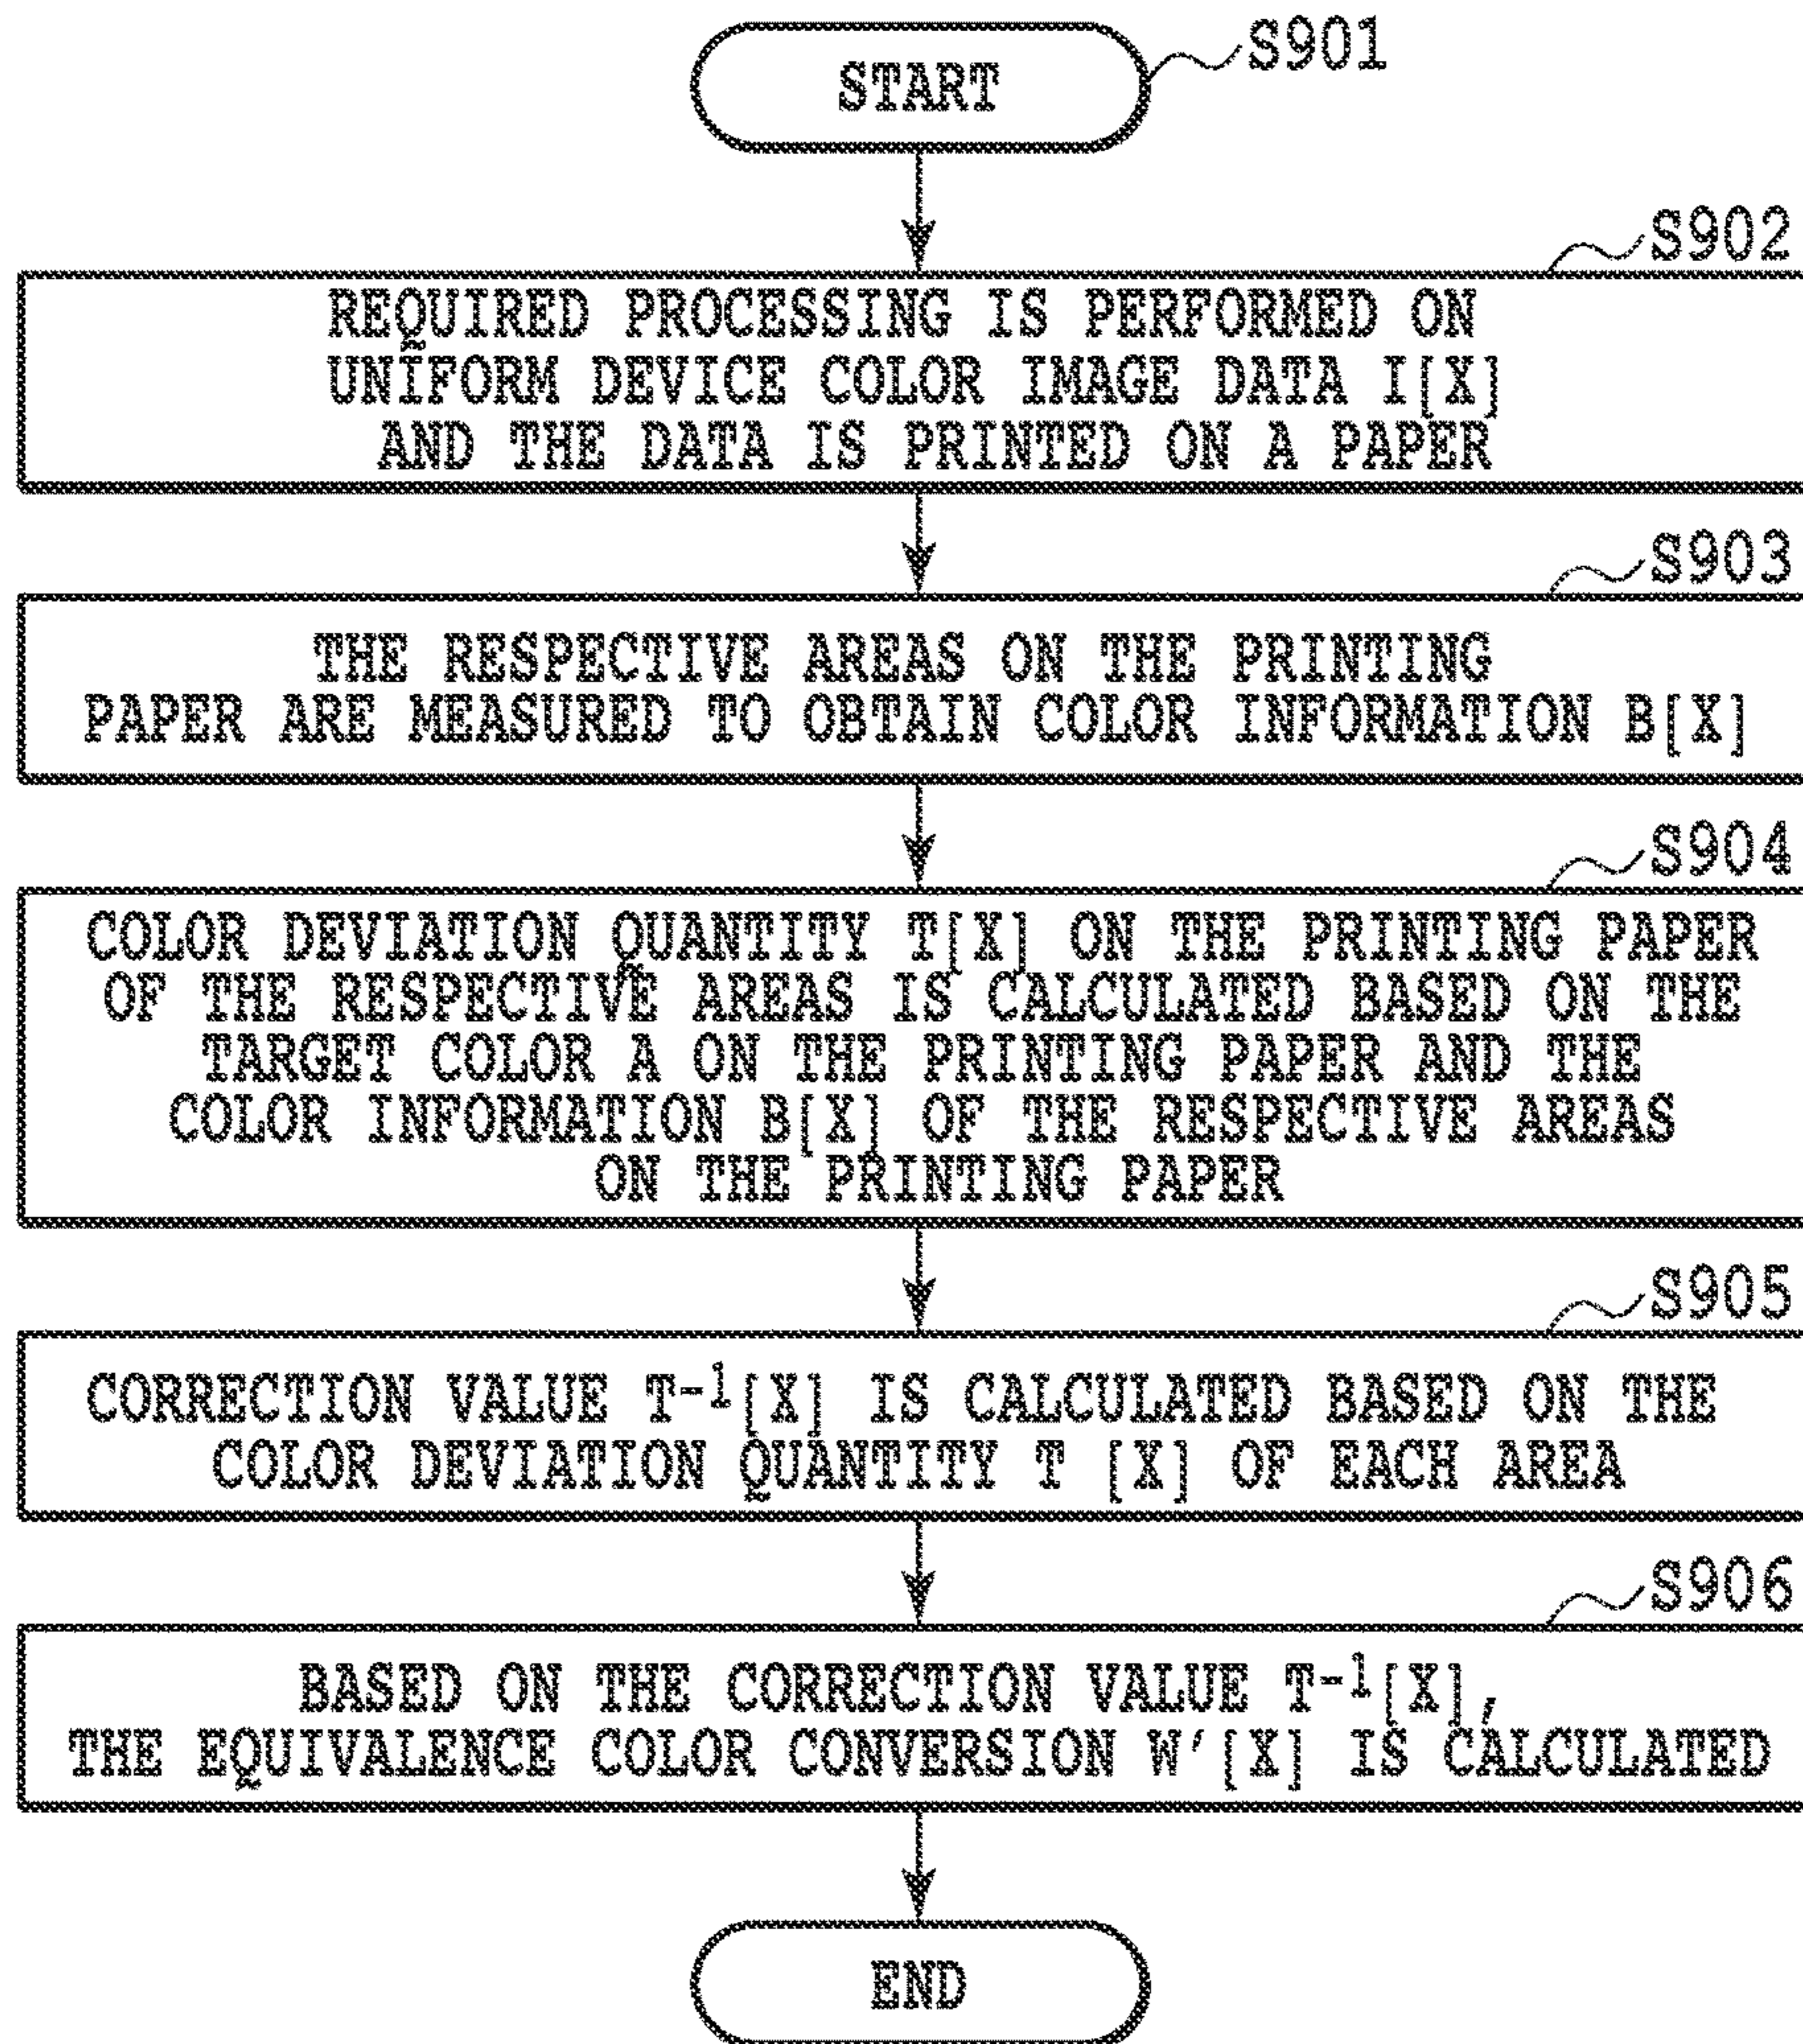 START
S901
S902
REQUIRED PROCESSING IS PERFORMED ON
UNIFORM DEVICE COLOR IMAGE DATA I[X]
AND THE DATA IS PRINTED ON A PAPER
S903
THE RESPECTIVE AREAS ON THE PRINTING
PAPER ARE MEASURED TO OBTAIN COLOR INFORMATION B[X]
S904
COLOR DEVIATION QUANTITY T[X] ON THE PRINTING PAPER
OF THE RESPECTIVE AREAS IS CALCULATED BASED ON THE
TARGET COLOR A ON THE PRINTING PAPER AND THE
COLOR INFORMATION B[X] OF THE RESPECTIVE AREAS
ON THE PRINTING PAPER
S905
CORRECTION VALUE T⁻¹[X] IS CALCULATED BASED ON THE
COLOR DEVIATION QUANTITY T [X] OF EACH AREA
S906
BASED ON THE CORRECTION VALUE T⁻¹[X],
THE EQUIVALENCE COLOR CONVERSION W'[X] IS CALCULATED
END